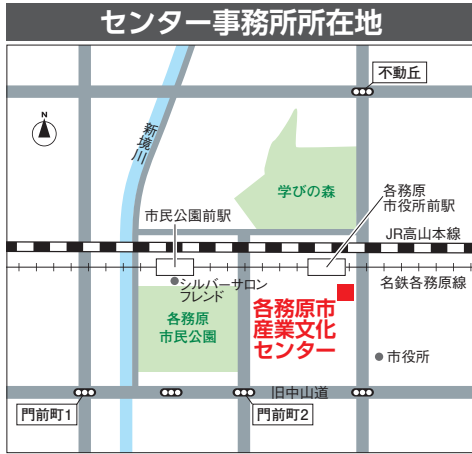 センター事務所所在地
不動丘
N
新境川
学びの森
各務原
市役所前駅
市民公園前駅
JR高山本線
名鉄各務原線
シルバーサロン
フレンド
各務原
市民公園
各務原市
産業文化
センター
市役所
旧中山道
門前町1
門前町2